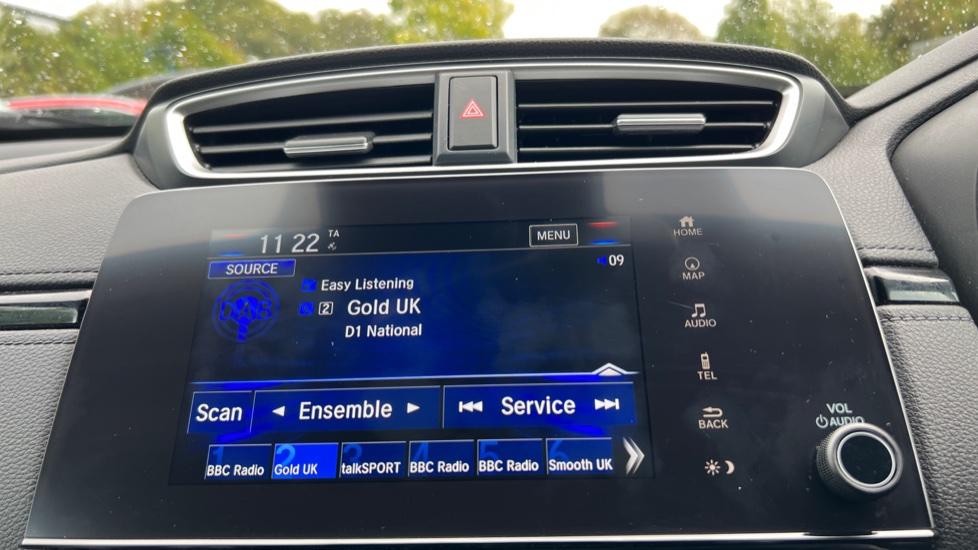 11 22 TA
MENU
09
SOURCE
DAB
Easy Listening
2 Gold UK
D1 National
Scan ◄ Ensemble ► ⏮ Service ⏭
1 2 3 4 5 6
BBC Radio Gold UK talkSPORT BBC Radio BBC Radio Smooth UK
HOME
MAP
AUDIO
TEL
BACK
VOL
AUDIO